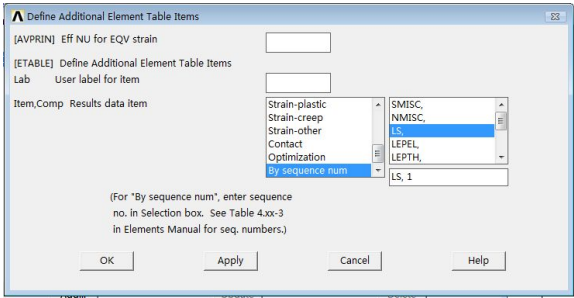 Define Additional Element Table Items
[AVPRIN] Eff NU for EQV strain
[ETABLE] Define Additional Element Table Items
Lab User label for item
Item,Comp Results data item
Strain-plastic
Strain-creep
Strain-other
Contact
Optimization
By sequence num
SMISC,
NMISC,
LS,
LEPEL,
LEPTH,
LS, 1
(For "By sequence num", enter sequence
no. in Selection box. See Table 4.xx-3
in Elements Manual for seq. numbers.)
OK Apply Cancel Help